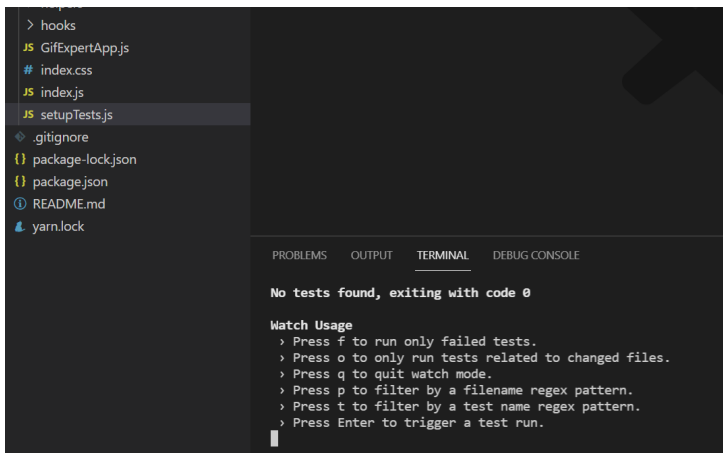 helpers
hooks
JS GifExpertApp.js
# index.css
JS index.js
JS setupTests.js
.gitignore
{} package-lock.json
{} package.json
README.md
yarn.lock
PROBLEMS OUTPUT TERMINAL DEBUG CONSOLE
No tests found, exiting with code 0
Watch Usage
› Press f to run only failed tests.
› Press o to only run tests related to changed files.
› Press q to quit watch mode.
› Press p to filter by a filename regex pattern.
› Press t to filter by a test name regex pattern.
› Press Enter to trigger a test run.